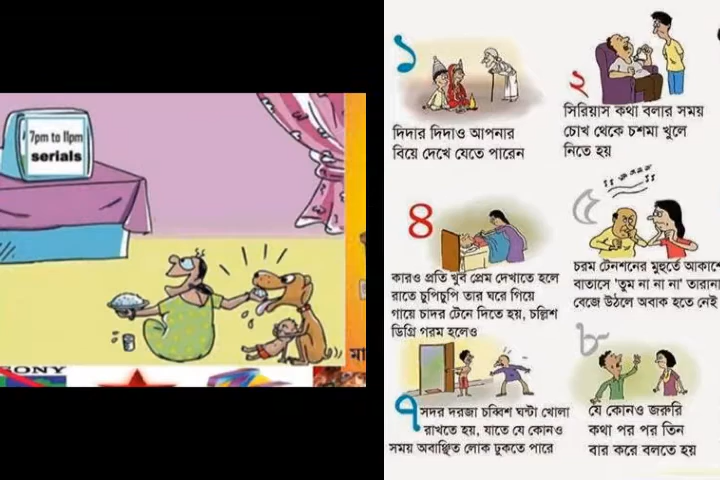 7pm to 11pm
serials
SONY
মা
১
দিদার দিদাও আপনার
বিয়ে দেখে যেতে পারেন
২
সিরিয়াস কথা বলার সময়
চোখ থেকে চশমা খুলে
নিতে হয়
৪
কারও প্রতি খুব প্রেম দেখাতে হলে
রাতে চুপিচুপি তার ঘরে গিয়ে
গায়ে চাদর টেনে দিতে হয়, চল্লিশ
ডিগ্রি গরম হলেও
৫
চরম টেনশনের মুহুর্তে আকাশে
বাতাসে 'তুম না না না' তারানা
বেজে উঠলে অবাক হতে নেই
৭
সদর দরজা চব্বিশ ঘন্টা খোলা
রাখতে হয়, যাতে যে কোনও
সময় অবাঞ্ছিত লোক ঢুকতে পারে
৮
যে কোনও জরুরি
কথা পর পর তিন
বার করে বলতে হয়